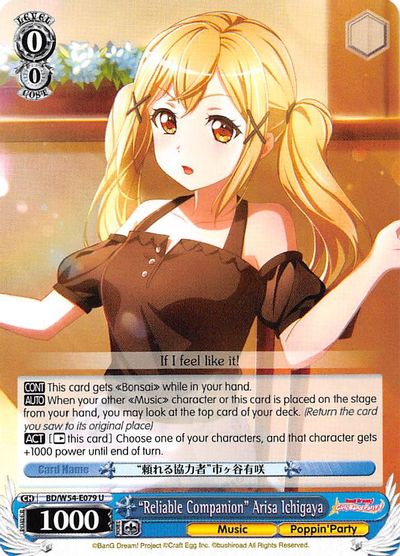 LEVEL
0
0
COST
If I feel like it!
CONT This card gets «Bonsai» while in your hand.
AUTO When your other «Music» character or this card is placed on the stage
from your hand, you may look at the top card of your deck. (Return the card
you saw to its original place)
ACT [this card] Choose one of your characters, and that character gets
+1000 power until end of turn.
Card Name
“頼れる協力者”市ヶ谷有咲
CH BD/W54-E079 U
“Reliable Companion” Arisa Ichigaya
POWER
1000
Music
Poppin'Party
©BanG Dream! Project ©Craft Egg Inc. ©bushiroad All Rights Reserved.